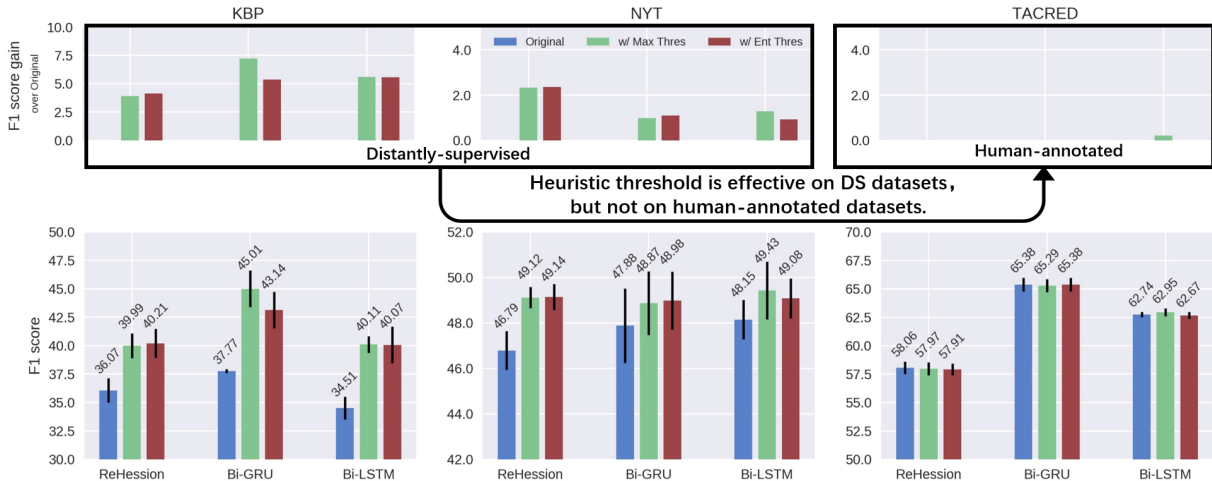 KBP
NYT
TACRED
F1 score gain
over Original
10.0
7.5
5.0
2.5
0.0
4.0
2.0
0.0
4.0
2.0
0.0
Original
w/ Max Thres
w/ Ent Thres
Distantly-supervised
Human-annotated
Heuristic threshold is effective on DS datasets,
but not on human-annotated datasets.
F1 score
50.0
47.5
45.0
42.5
40.0
37.5
35.0
32.5
30.0
36.07
39.99
40.21
37.77
45.01
43.14
34.51
40.11
40.07
ReHession
Bi-GRU
Bi-LSTM
52.0
50.0
48.0
46.0
44.0
42.0
46.79
49.12
49.14
47.88
48.87
48.98
48.15
49.43
49.08
ReHession
Bi-GRU
Bi-LSTM
70.0
67.5
65.0
62.5
60.0
57.5
55.0
52.5
50.0
58.06
57.97
57.91
65.38
65.29
65.38
62.74
62.95
62.67
ReHession
Bi-GRU
Bi-LSTM